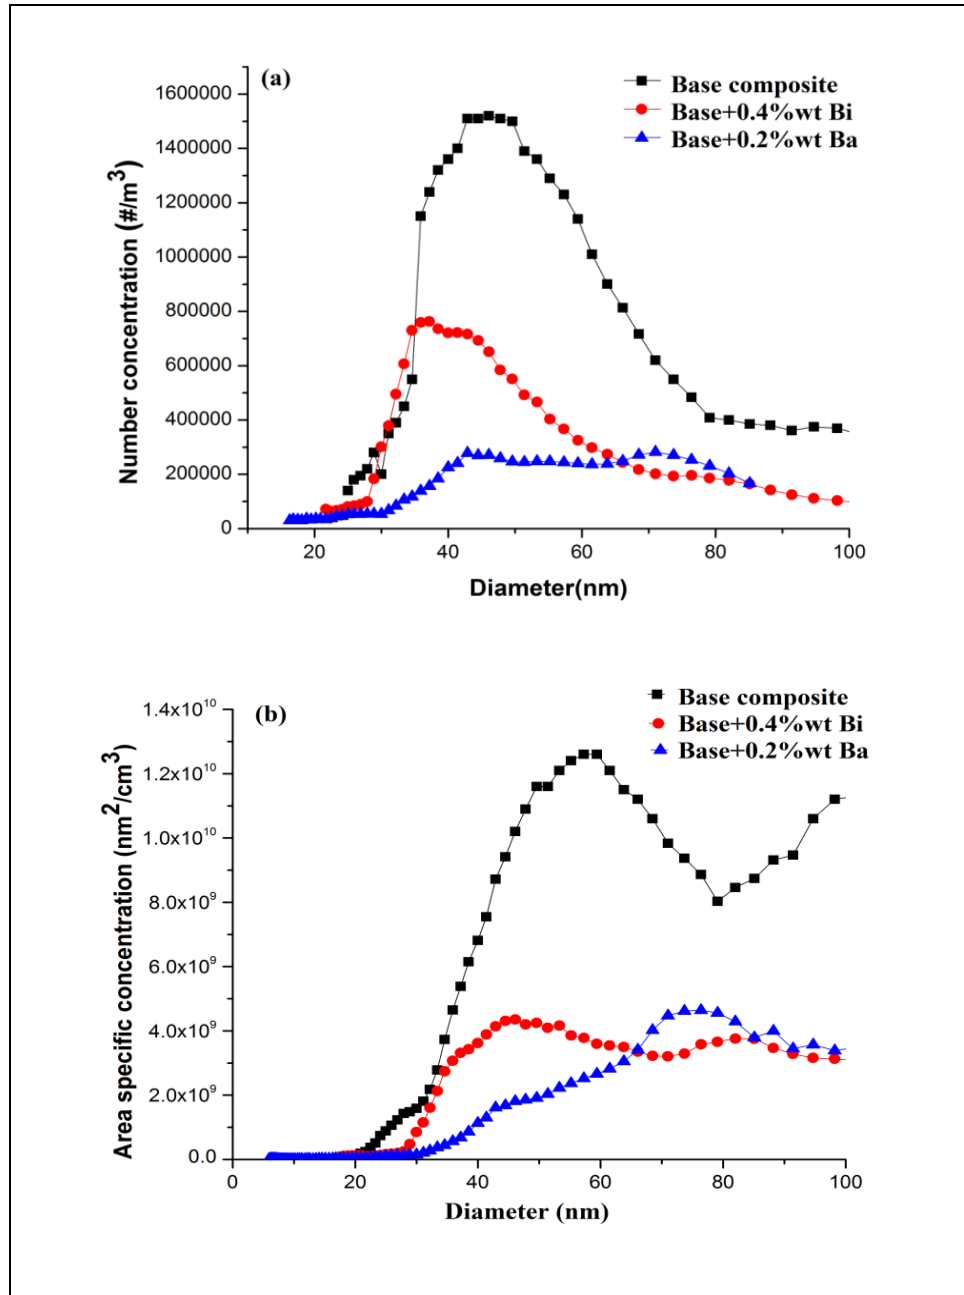 (a)
Base composite
Base+0.4%wt Bi
Base+0.2%wt Ba
1600000
1400000
1200000
1000000
800000
600000
400000
200000
0
Number concentration (#/m³)
20 40 60 80 100
Diameter(nm)
(b)
Base composite
Base+0.4%wt Bi
Base+0.2%wt Ba
1.4x10¹⁰
1.2x10¹⁰
1.0x10¹⁰
8.0x10⁹
6.0x10⁹
4.0x10⁹
2.0x10⁹
0.0
Area specific concentration (nm²/cm³)
0 20 40 60 80 100
Diameter (nm)